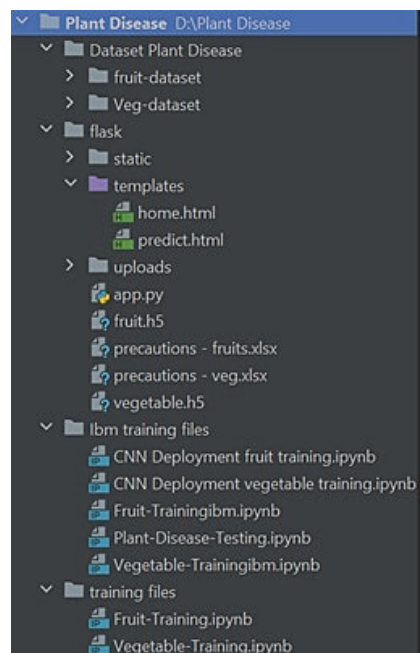 Plant Disease D:\Plant Disease
Dataset Plant Disease
fruit-dataset
Veg-dataset
flask
static
templates
home.html
predict.html
uploads
app.py
fruit.h5
precautions - fruits.xlsx
precautions - veg.xlsx
vegetable.h5
Ibm training files
CNN Deployment fruit training.ipynb
CNN Deployment vegetable training.ipynb
Fruit-Trainingibm.ipynb
Plant-Disease-Testing.ipynb
Vegetable-Trainingibm.ipynb
training files
Fruit-Training.ipynb
Vegetable-Training.ipynb